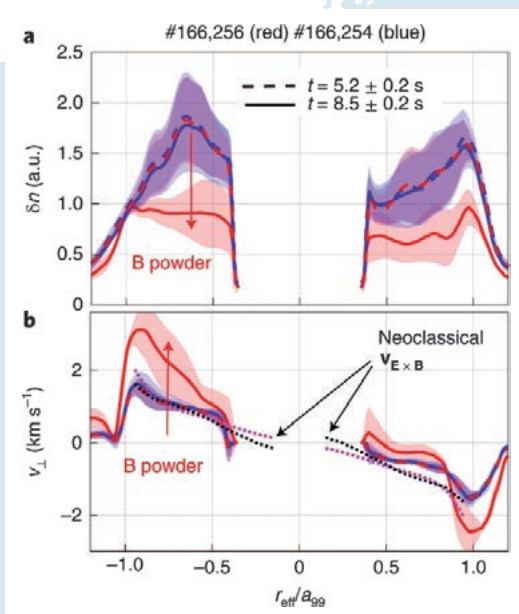 a
#166,256 (red) #166,254 (blue)
2.5
2.0
1.5
1.0
0.5
0
δn (a.u.)
t = 5.2 ± 0.2 s
t = 8.5 ± 0.2 s
B powder
b
2
0
−2
v⊥ (km s⁻¹)
Neoclassical
vE × B
B powder
−1.0 −0.5 0 0.5 1.0
reff/a99